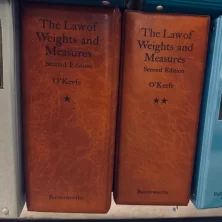 The Law of
Weights and
Measures
Second Edition
O'Keefe
★
Butterworths
The Law of
Weights and
Measures
Second Edition
O'Keefe
★★
Butterworths